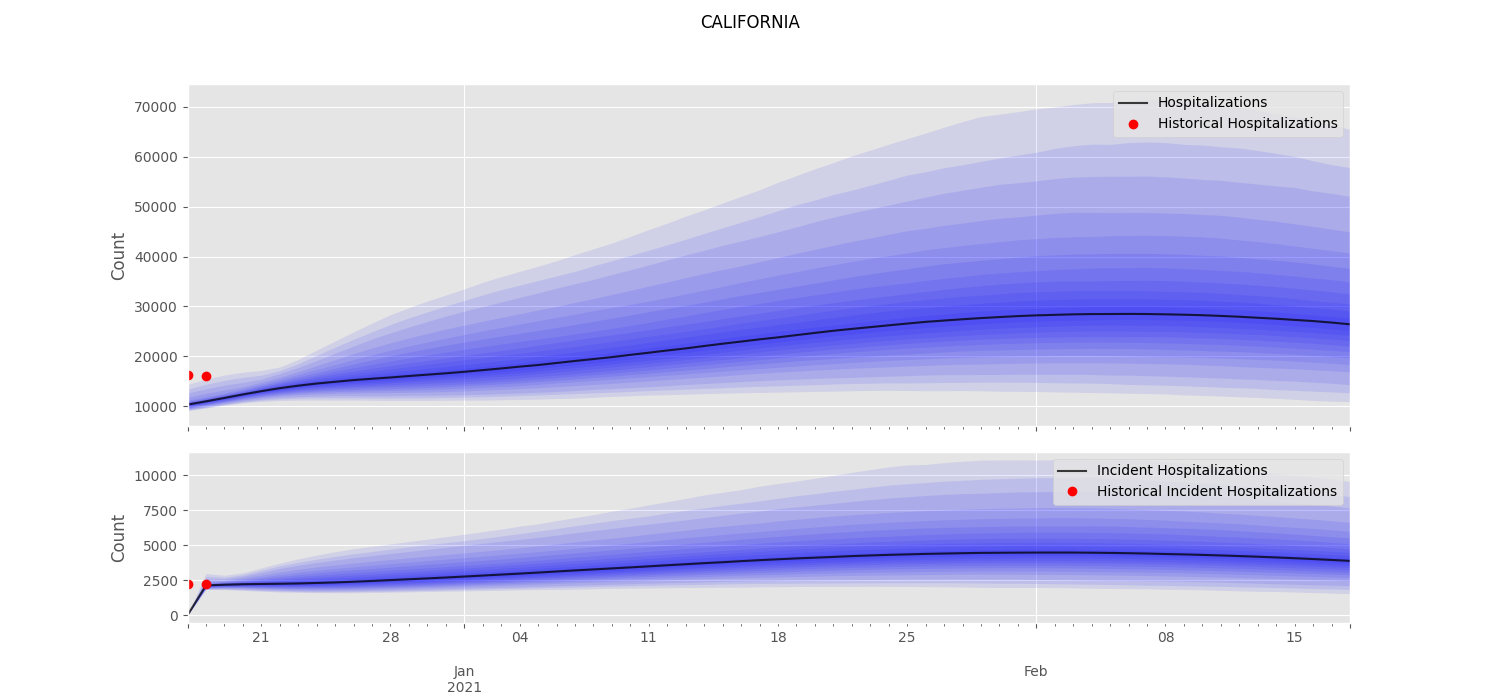 CALIFORNIA
70000
60000
50000
40000
30000
20000
10000
Count
Hospitalizations
Historical Hospitalizations
10000
7500
5000
2500
0
Count
Incident Hospitalizations
Historical Incident Hospitalizations
21 28 04 11 18 25 08 15
Jan Feb
2021